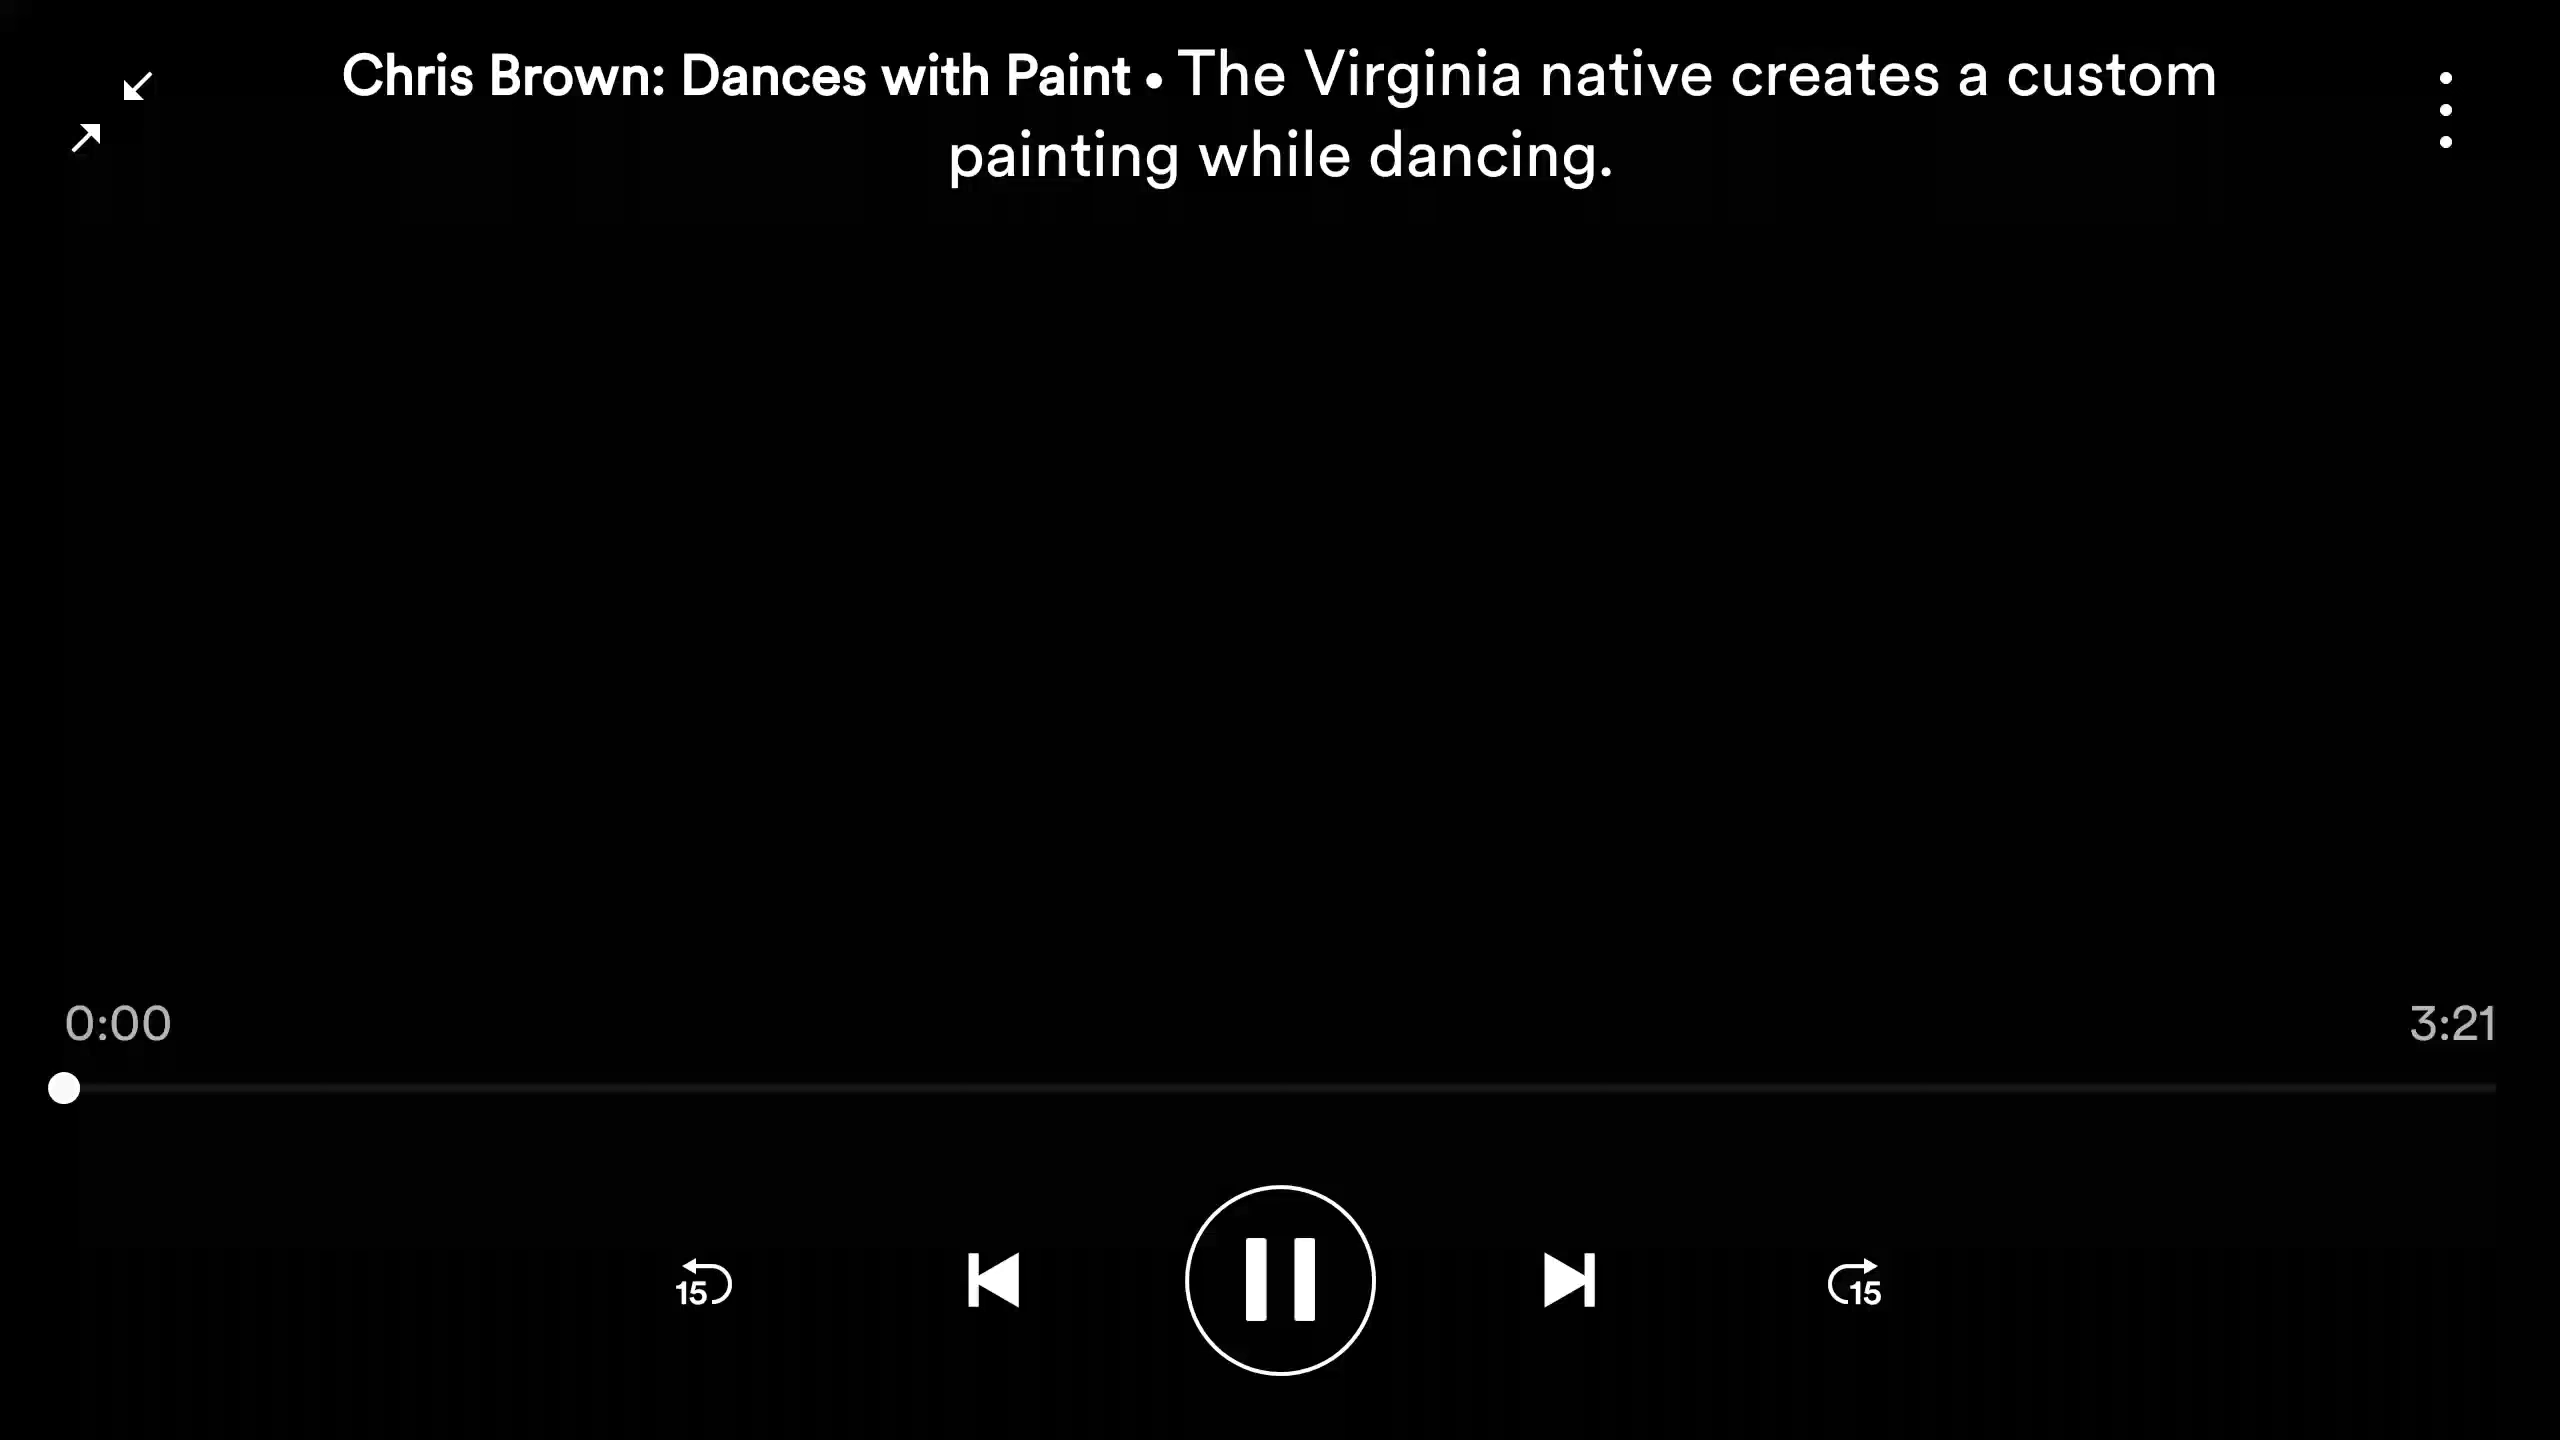 Chris Brown: Dances with Paint • The Virginia native creates a custom
painting while dancing.
0:00
3:21
15
15